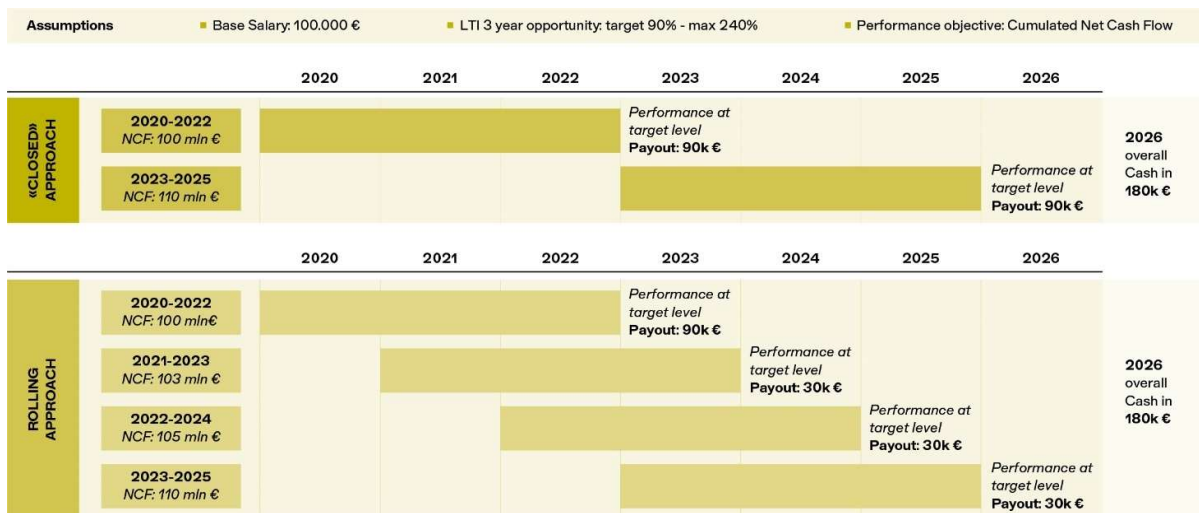 Assumptions
Base Salary: 100.000 €
LTI 3 year opportunity: target 90% - max 240%
Performance objective: Cumulated Net Cash Flow
2020 2021 2022 2023 2024 2025 2026
«CLOSED»
APPROACH
2020-2022
NCF: 100 mln €
Performance at
target level
Payout: 90k €
2023-2025
NCF: 110 mln €
Performance at
target level
Payout: 90k €
2026
overall
Cash in
180k €
2020 2021 2022 2023 2024 2025 2026
ROLLING
APPROACH
2020-2022
NCF: 100 mln€
Performance at
target level
Payout: 90k €
2021-2023
NCF: 103 mln €
Performance at
target level
Payout: 30k €
2022-2024
NCF: 105 mln €
Performance at
target level
Payout: 30k €
2023-2025
NCF: 110 mln €
Performance at
target level
Payout: 30k €
2026
overall
Cash in
180k €